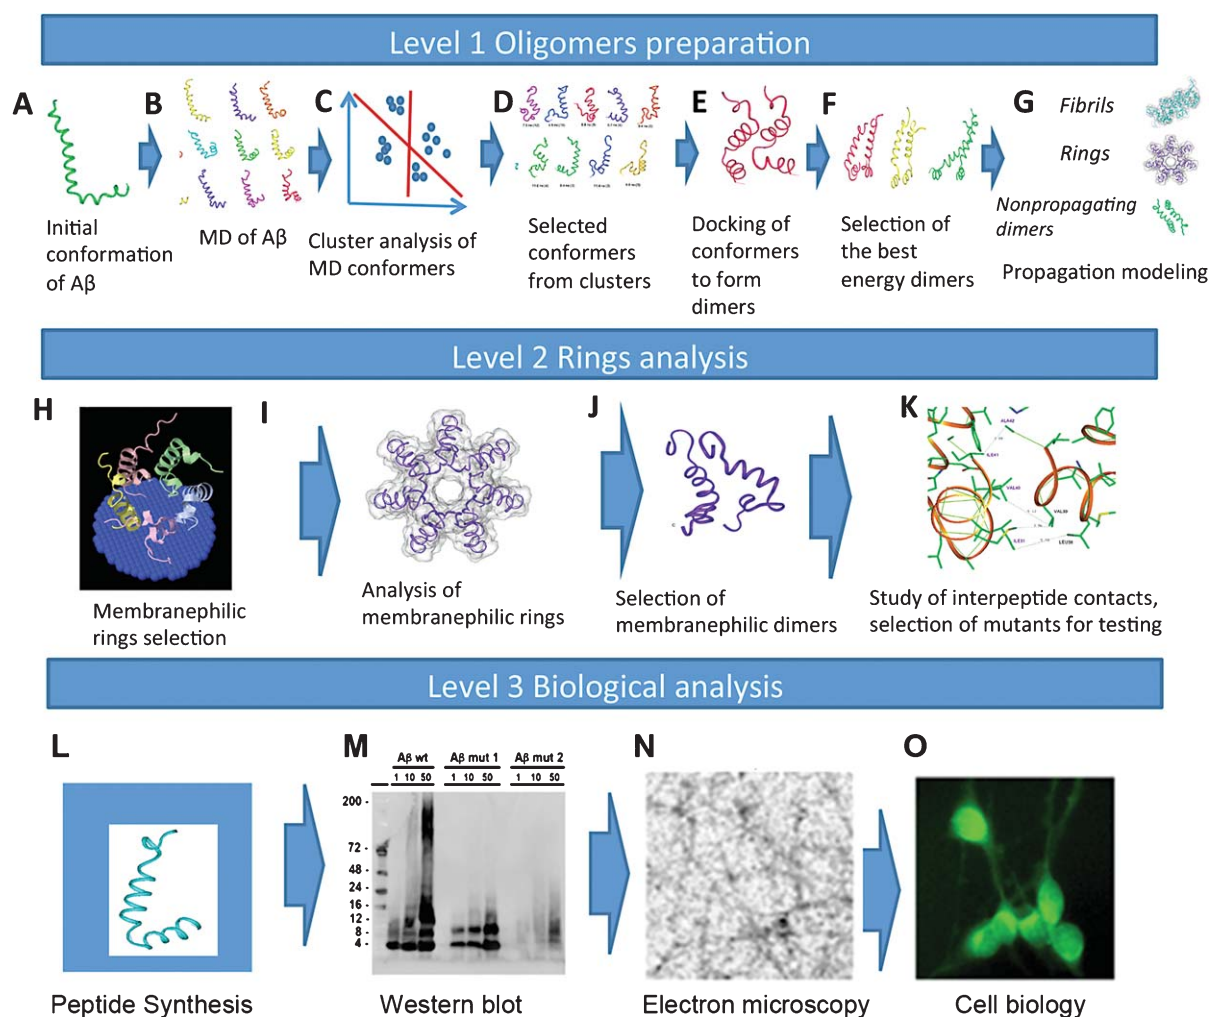 Level 1 Oligomers preparation
A
B
C
D
E
F
G
Fibrils
Rings
Nonpropagating
dimers
Initial
conformation
of Aβ
MD of Aβ
Cluster analysis of
MD conformers
Selected
conformers
from clusters
Docking of
conformers
to form
dimers
Selection of
the best
energy dimers
Propagation modeling
Level 2 Rings analysis
H
I
J
K
ALA42
ILE41
VAL40
VAL39
ILE31
Membranephilic
rings selection
Analysis of
membranephilic rings
Selection of
membranephilic dimers
Study of interpeptide contacts,
selection of mutants for testing
Level 3 Biological analysis
L
M
N
O
Aβ wt Aβ mut 1 Aβ mut 2
1 10 50 1 10 50 1 10 50
200 -
72 -
48 -
24 -
16 -
12 -
8 -
4 -
Peptide Synthesis
Western blot
Electron microscopy
Cell biology